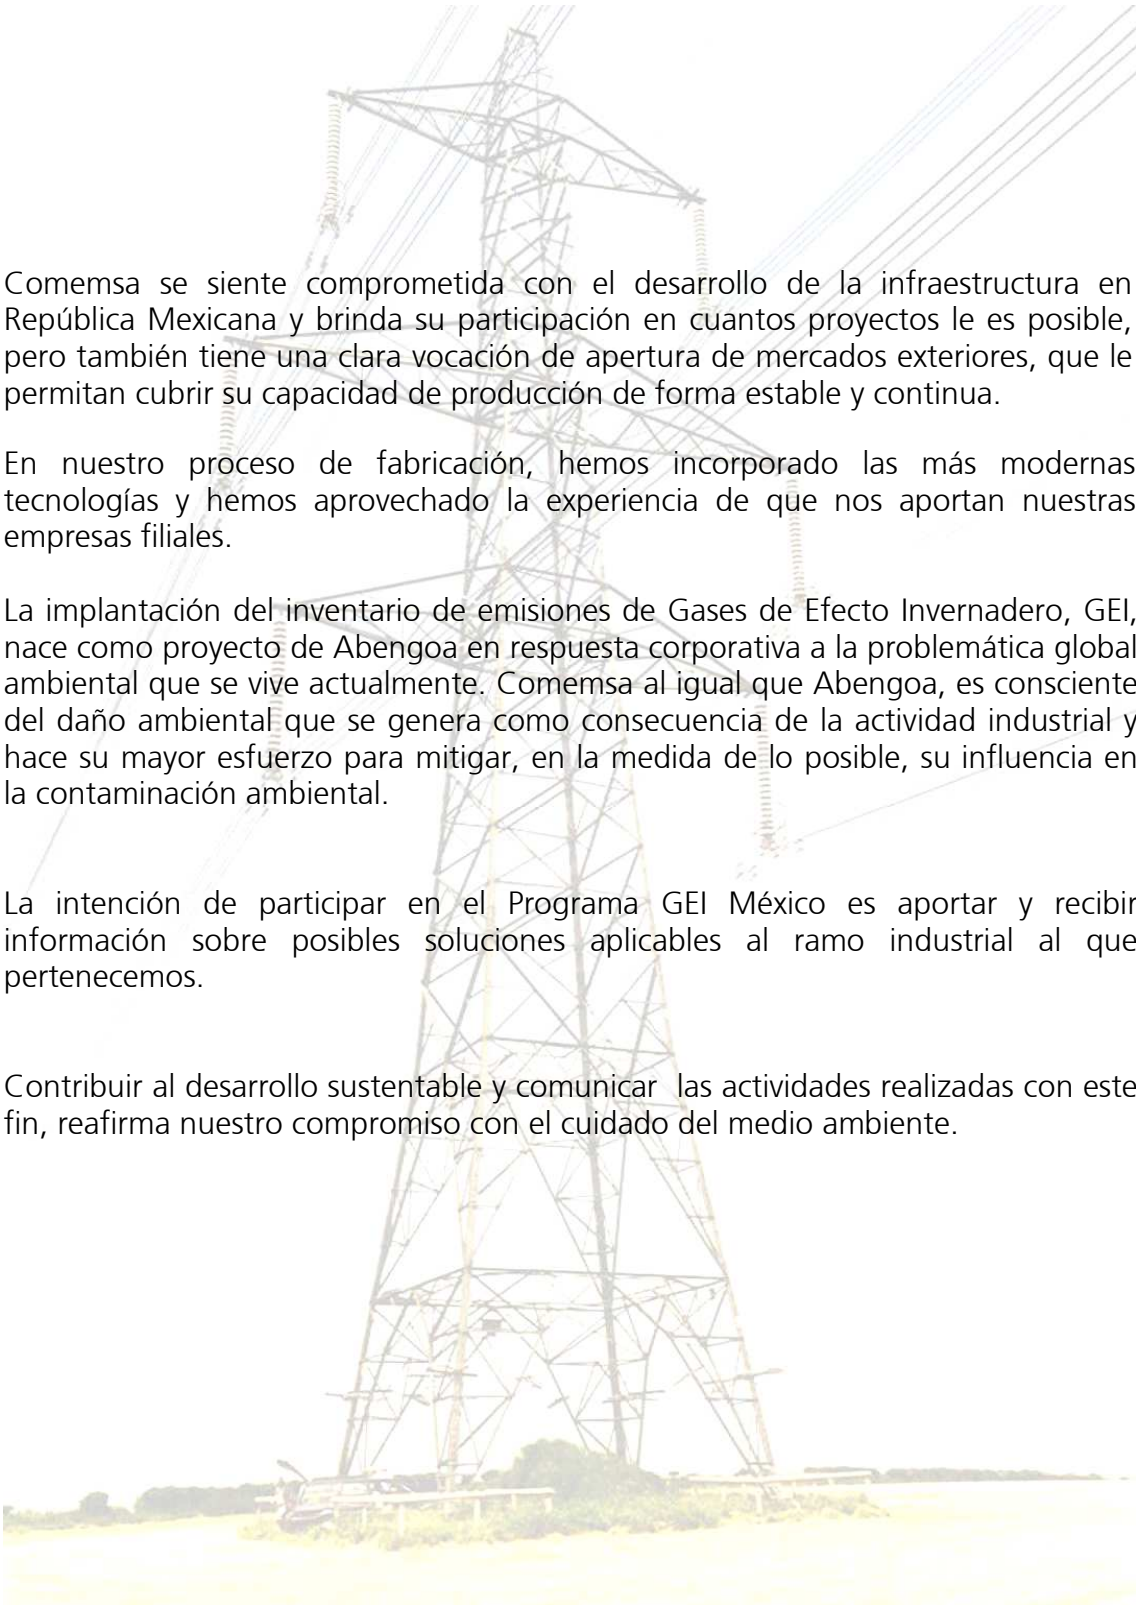 Comemsa se siente comprometida con el desarrollo de la infraestructura en
República Mexicana y brinda su participación en cuantos proyectos le es posible,
pero también tiene una clara vocación de apertura de mercados exteriores, que le
permitan cubrir su capacidad de producción de forma estable y continua.
En nuestro proceso de fabricación, hemos incorporado las más modernas
tecnologías y hemos aprovechado la experiencia de que nos aportan nuestras
empresas filiales.
La implantación del inventario de emisiones de Gases de Efecto Invernadero, GEI,
nace como proyecto de Abengoa en respuesta corporativa a la problemática global
ambiental que se vive actualmente. Comemsa al igual que Abengoa, es consciente
del daño ambiental que se genera como consecuencia de la actividad industrial y
hace su mayor esfuerzo para mitigar, en la medida de lo posible, su influencia en
la contaminación ambiental.
La intención de participar en el Programa GEI México es aportar y recibir
información sobre posibles soluciones aplicables al ramo industrial al que
pertenecemos.
Contribuir al desarrollo sustentable y comunicar  las actividades realizadas con este
fin, reafirma nuestro compromiso con el cuidado del medio ambiente.